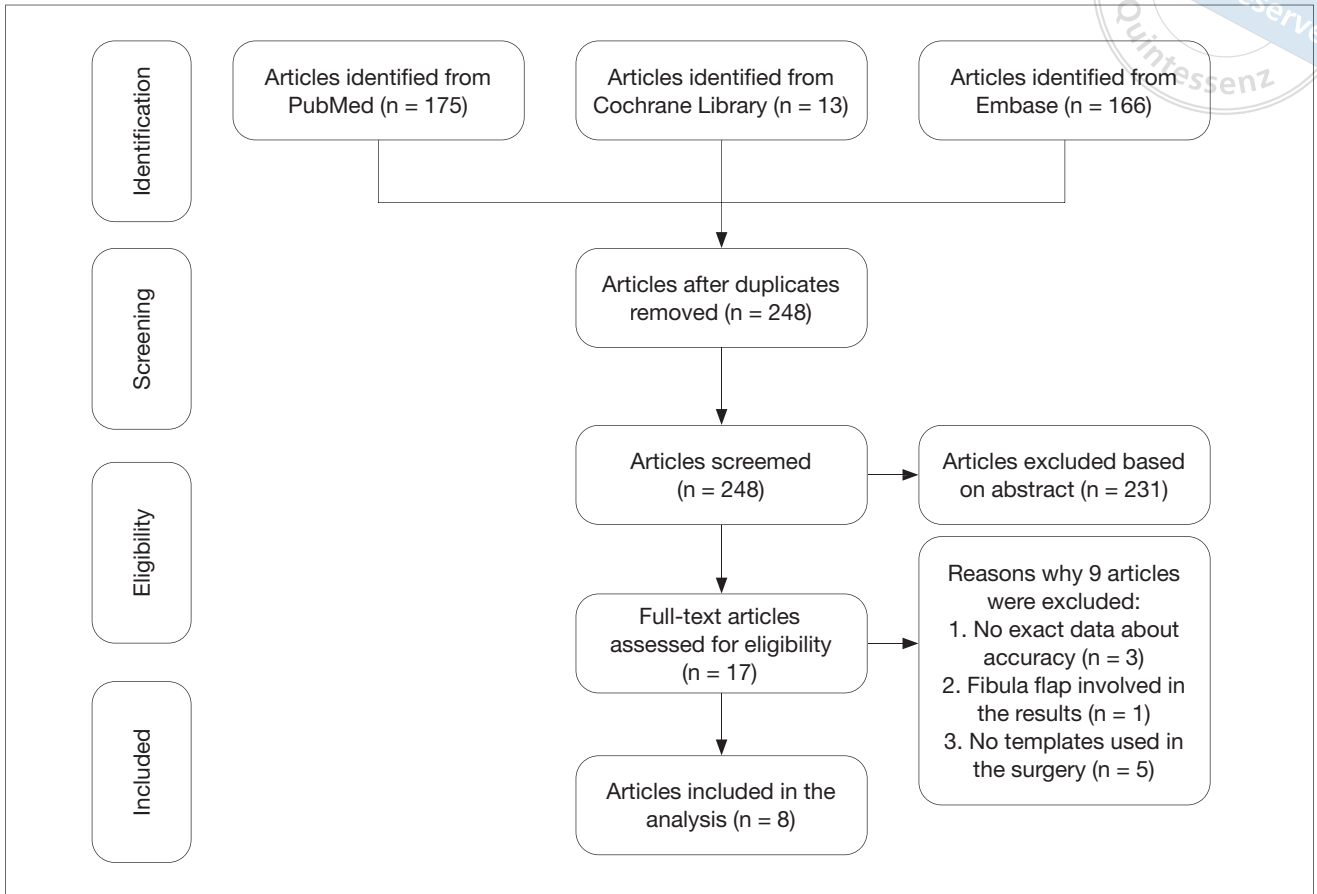 Quintessenz
Identification
Articles identified from
PubMed (n = 175)
Articles identified from
Cochrane Library (n = 13)
Articles identified from
Embase (n = 166)
Screening
Articles after duplicates
removed (n = 248)
Articles screemed
(n = 248)
Articles excluded based
on abstract (n = 231)
Eligibility
Full-text articles
assessed for eligibility
(n = 17)
Reasons why 9 articles
were excluded:
1. No exact data about
accuracy (n = 3)
2. Fibula flap involved in
the results (n = 1)
3. No templates used in
the surgery (n = 5)
Included
Articles included in the
analysis (n = 8)